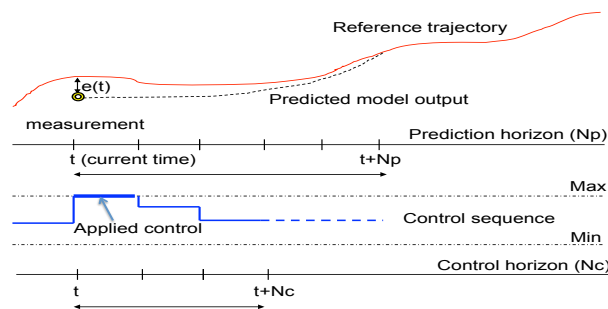 Reference trajectory
e(t)
Predicted model output
measurement
Prediction horizon (Np)
t (current time)
t+Np
Max
Control sequence
Applied control
Min
Control horizon (Nc)
t
t+Nc